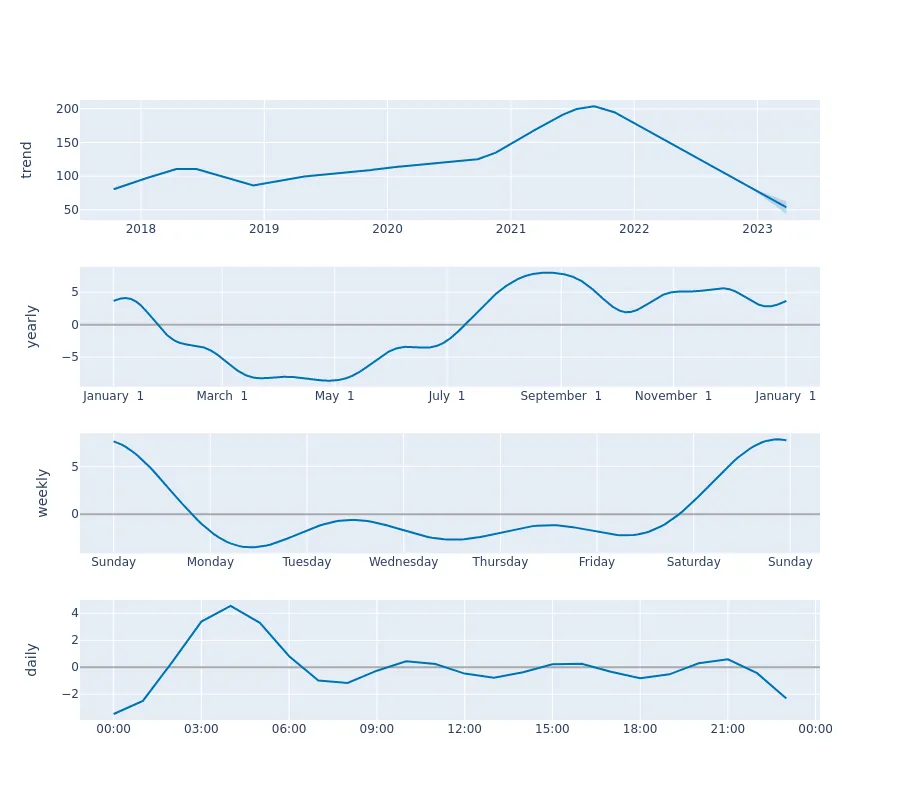 trend
200
150
100
50
2018 2019 2020 2021 2022 2023
yearly
5
0
−5
January 1 March 1 May 1 July 1 September 1 November 1 January 1
weekly
5
0
Sunday Monday Tuesday Wednesday Thursday Friday Saturday Sunday
daily
4
2
0
−2
00:00 03:00 06:00 09:00 12:00 15:00 18:00 21:00 00:00